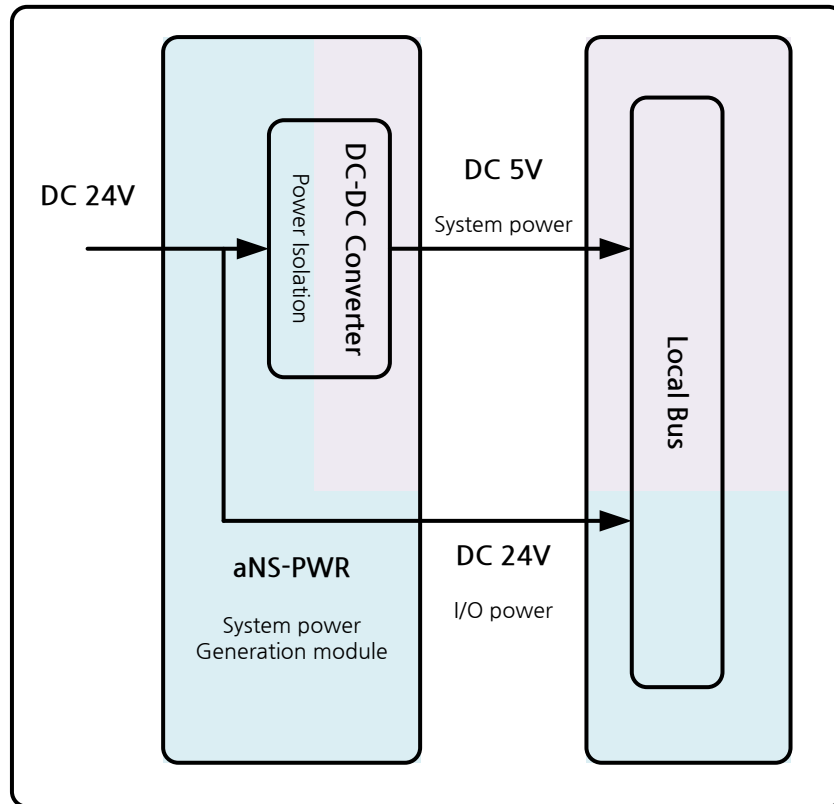 DC 24V
Power Isolation
DC-DC Converter
DC 5V
System power
Local Bus
aNS-PWR
System power
Generation module
DC 24V
I/O power